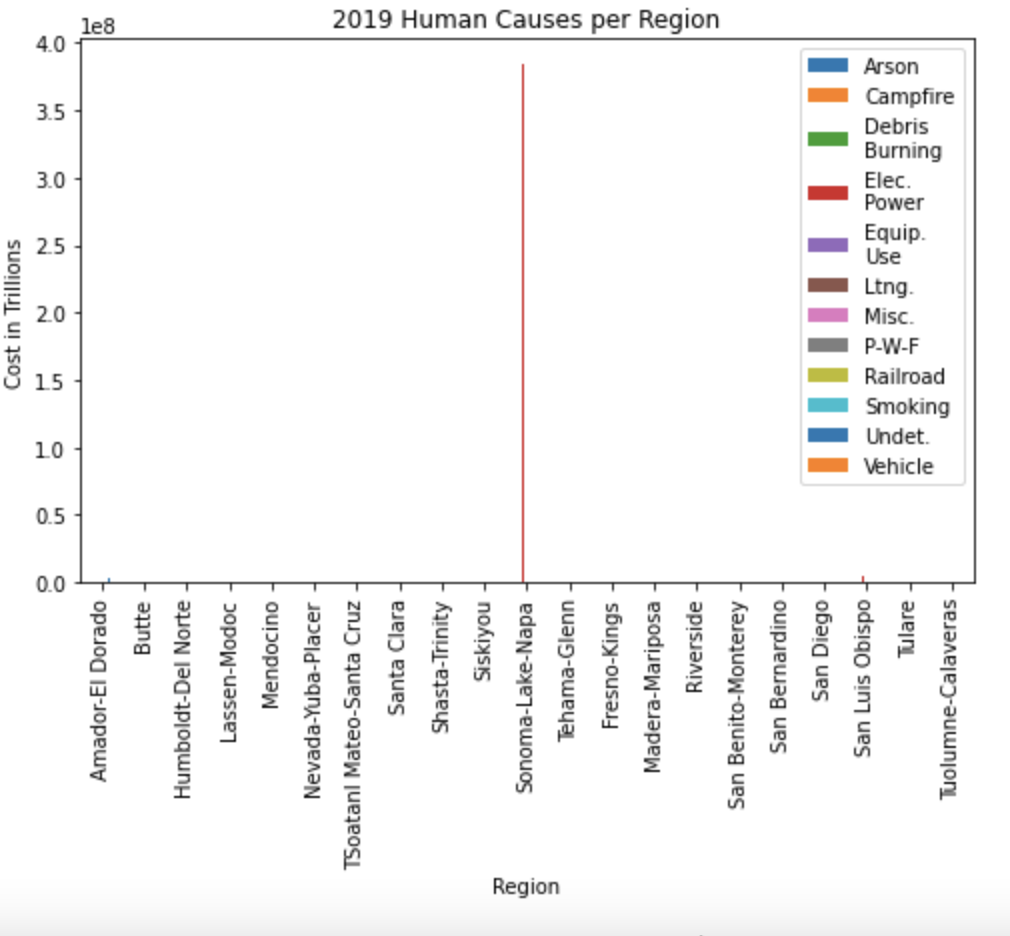 2019 Human Causes per Region
1e8
4.0
3.5
3.0
2.5
2.0
1.5
1.0
0.5
0.0
Cost in Trillions
Arson
Campfire
Debris
Burning
Elec.
Power
Equip.
Use
Ltng.
Misc.
P-W-F
Railroad
Smoking
Undet.
Vehicle
Amador-El Dorado
Butte
Humboldt-Del Norte
Lassen-Modoc
Mendocino
Nevada-Yuba-Placer
TSoatanl Mateo-Santa Cruz
Santa Clara
Shasta-Trinity
Siskiyou
Sonoma-Lake-Napa
Tehama-Glenn
Fresno-Kings
Madera-Mariposa
Riverside
San Benito-Monterey
San Bernardino
San Diego
San Luis Obispo
Tulare
Tuolumne-Calaveras
Region